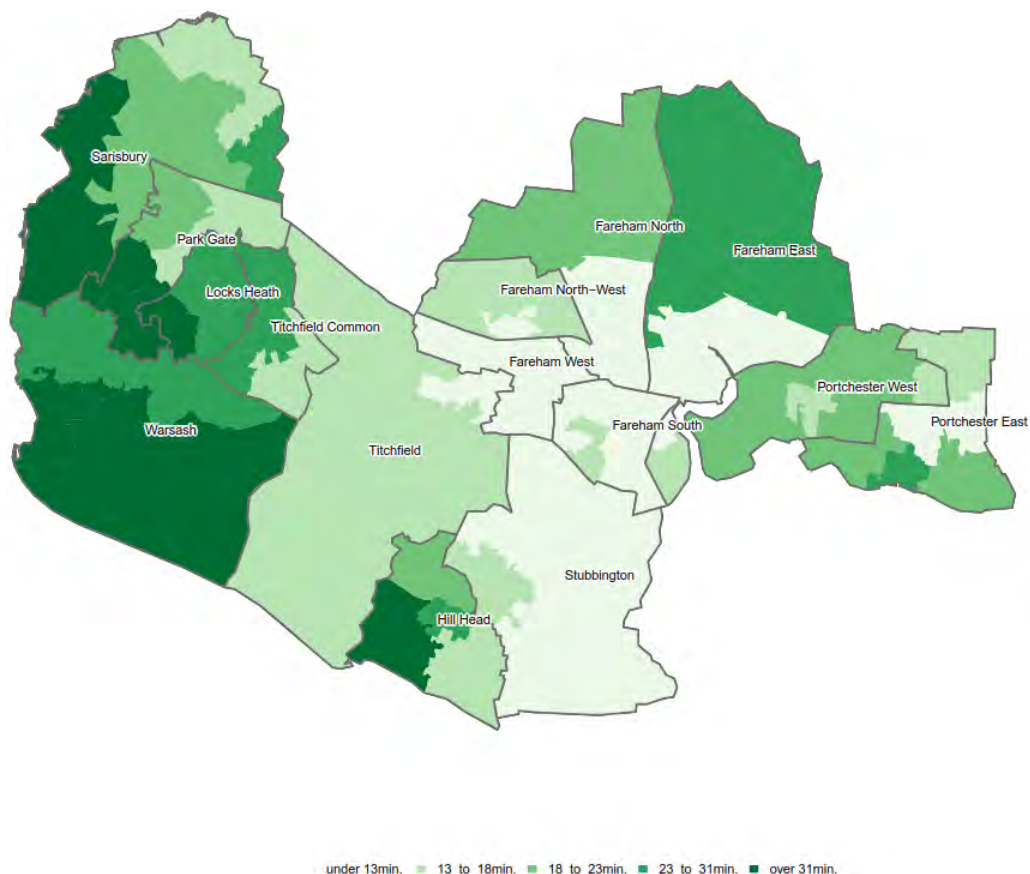 Sarisbury
Fareham North
Park Gate
Fareham East
Locks Heath
Fareham North-West
Titchfield Common
Fareham West
Portchester West
Portchester East
Fareham South
Warsash
Titchfield
Stubbington
Hill Head
under 13min. 13 to 18min. 18 to 23min. 23 to 31min. over 31min.